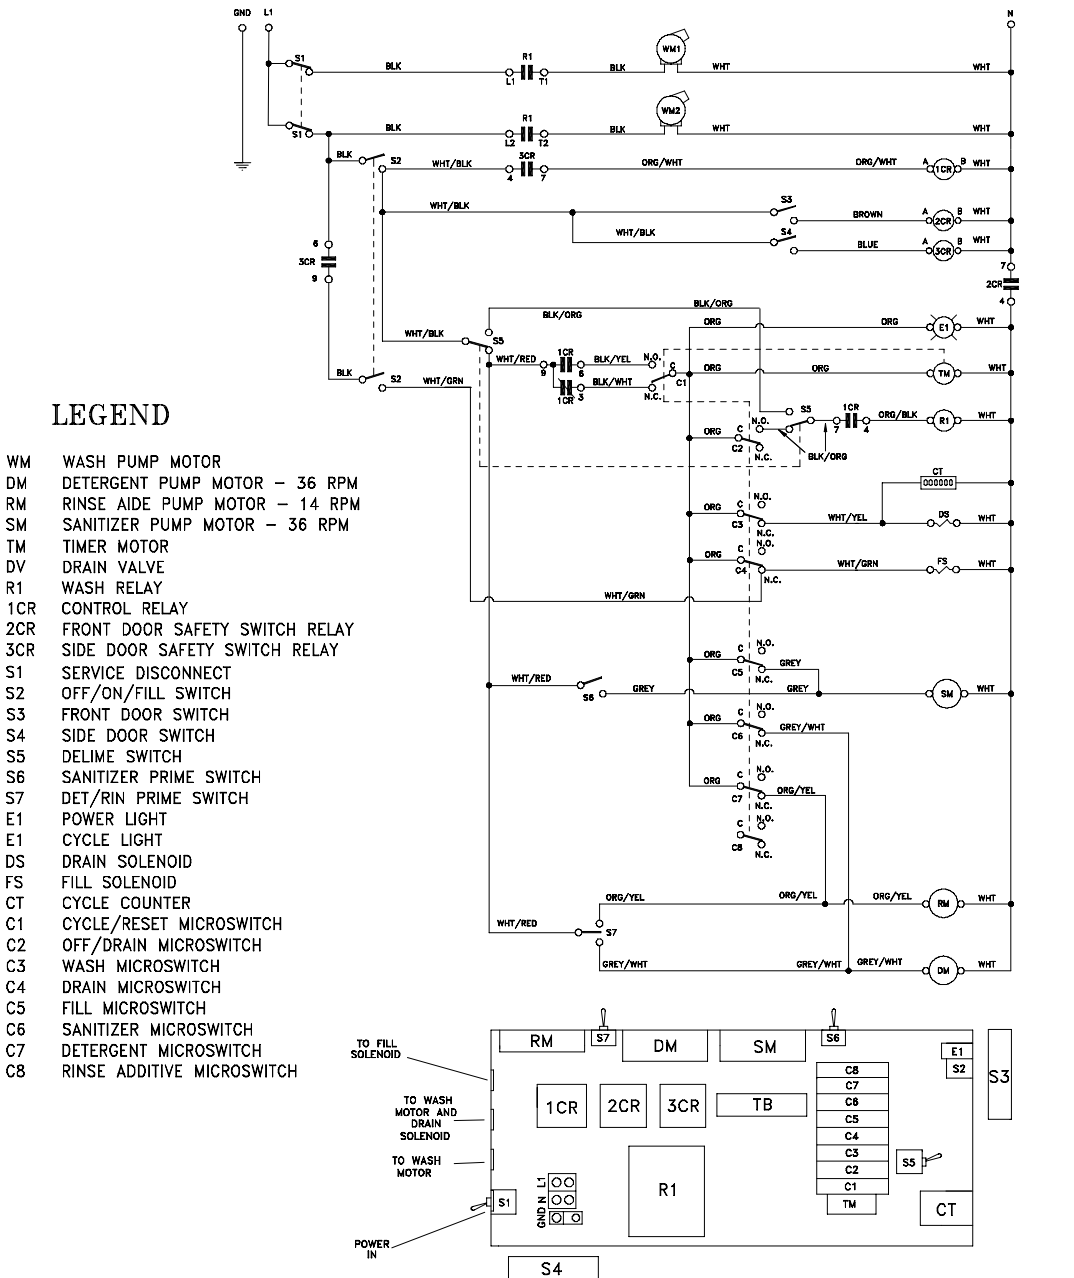 GND L1 N
S1 BLK R1 BLK WM1 WHT WHT
L1 T1
S1 BLK R1 BLK WM2 WHT WHT
L2 T2
BLK S2 WHT/BLK 3CR ORG/WHT ORG/WHT A 1CR B WHT
4 7
WHT/BLK S3 BROWN A 2CR B WHT
WHT/BLK S4 BLUE A 3CR B WHT
6
3CR
9
7
2CR
4
BLK/ORG
BLK/ORG ORG ORG E1 WHT
WHT/BLK S5
WHT/RED 9 1CR 6 BLK/YEL N.O. C ORG ORG TM WHT
BLK S2 WHT/GRN 1CR 3 BLK/WHT N.C. C1
S5 1CR ORG/BLK R1 WHT
7 4
ORG C N.O. BLK/ORG
C2 N.C.
CT
000000
ORG C N.O. WHT/YEL DS WHT
C3 N.C.
ORG C N.O. WHT/GRN FS WHT
C4 N.C.
WHT/GRN
ORG C N.O. GREY
C5 N.C.
WHT/RED S6 GREY GREY SM WHT
ORG C N.O. GREY/WHT
C6 N.C.
ORG C N.O. ORG/YEL
C7 N.C.
C N.O.
C8 N.C.
ORG/YEL ORG/YEL ORG/YEL RM WHT
WHT/RED S7
GREY/WHT GREY/WHT GREY/WHT DM WHT
LEGEND
WM WASH PUMP MOTOR
DM DETERGENT PUMP MOTOR - 36 RPM
RM RINSE AIDE PUMP MOTOR - 14 RPM
SM SANITIZER PUMP MOTOR - 36 RPM
TM TIMER MOTOR
DV DRAIN VALVE
R1 WASH RELAY
1CR CONTROL RELAY
2CR FRONT DOOR SAFETY SWITCH RELAY
3CR SIDE DOOR SAFETY SWITCH RELAY
S1 SERVICE DISCONNECT
S2 OFF/ON/FILL SWITCH
S3 FRONT DOOR SWITCH
S4 SIDE DOOR SWITCH
S5 DELIME SWITCH
S6 SANITIZER PRIME SWITCH
S7 DET/RIN PRIME SWITCH
E1 POWER LIGHT
E1 CYCLE LIGHT
DS DRAIN SOLENOID
FS FILL SOLENOID
CT CYCLE COUNTER
C1 CYCLE/RESET MICROSWITCH
C2 OFF/DRAIN MICROSWITCH
C3 WASH MICROSWITCH
C4 DRAIN MICROSWITCH
C5 FILL MICROSWITCH
C6 SANITIZER MICROSWITCH
C7 DETERGENT MICROSWITCH
C8 RINSE ADDITIVE MICROSWITCH
TO FILL
SOLENOID
TO WASH
MOTOR AND
DRAIN
SOLENOID
TO WASH
MOTOR
POWER
IN
RM S7 DM SM S6
E1
S2
S3
1CR 2CR 3CR TB
C8
C7
C6
C5
C4
C3
C2
C1
TM
S5
CT
R1
L1
N
GND
S1
S4